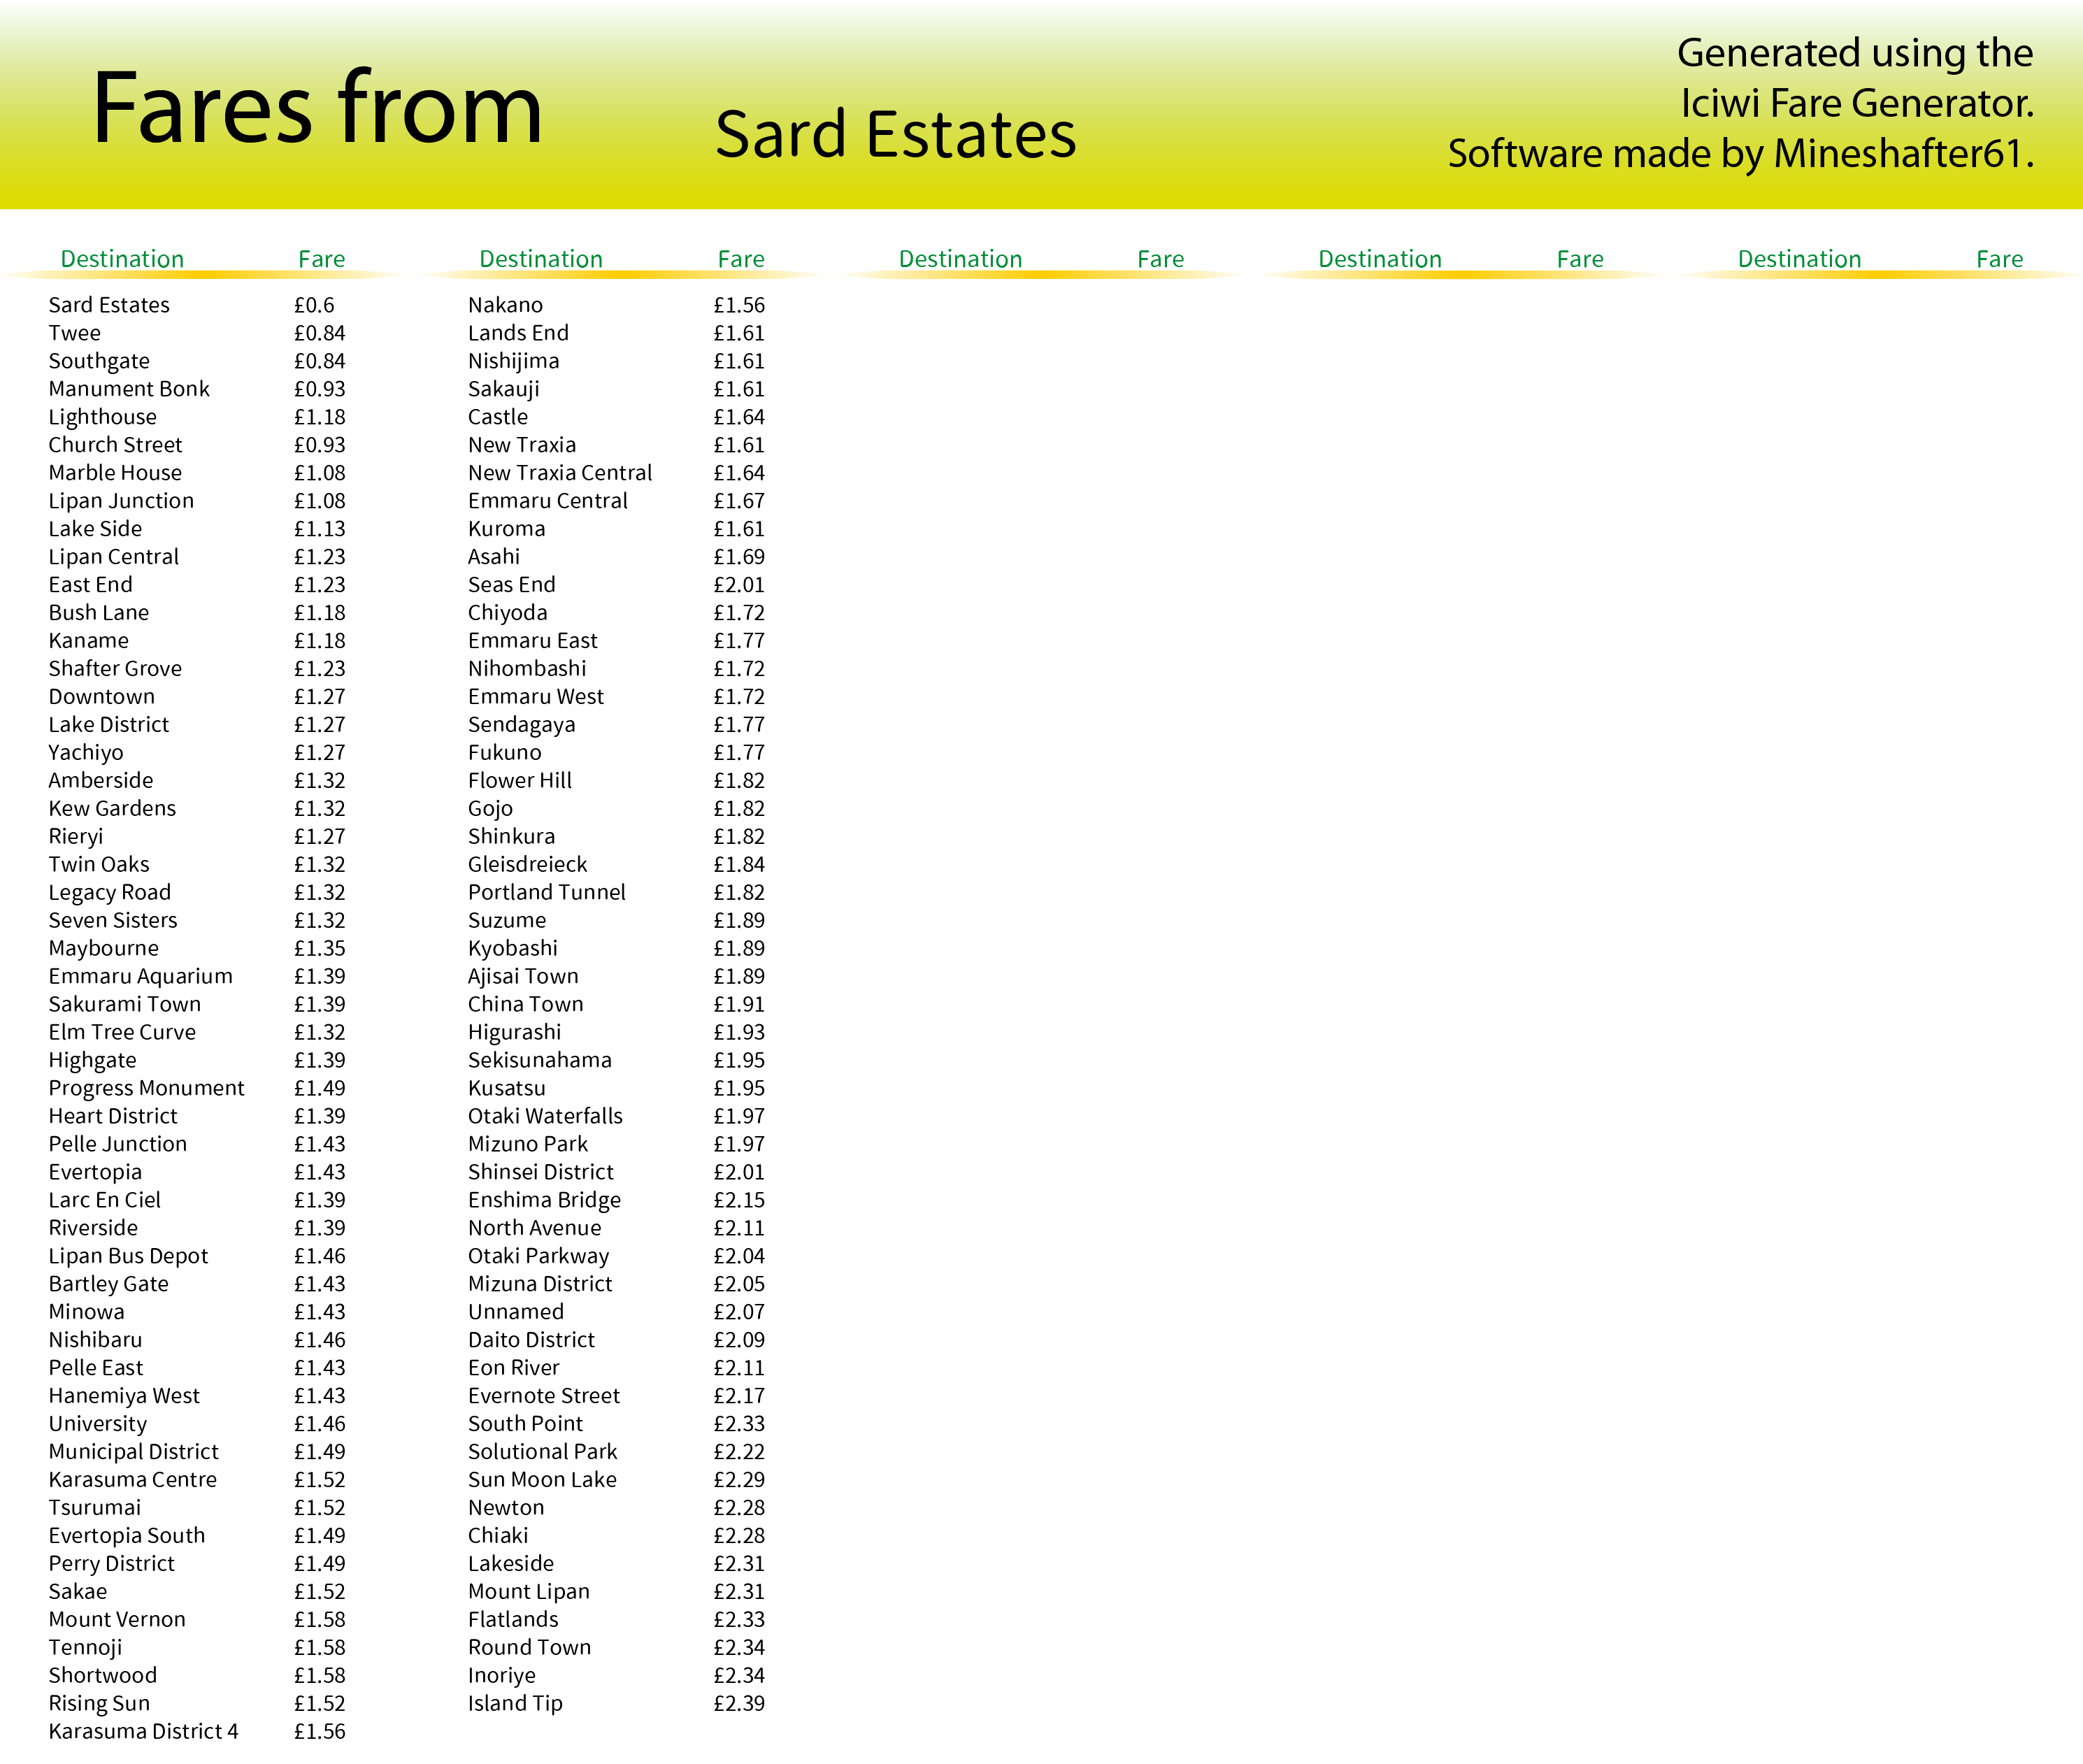 Fares from
Sard Estates
Generated using the
Iciwi Fare Generator.
Software made by Mineshafter61.
Destination Fare
Sard Estates £0.6
Twee £0.84
Southgate £0.84
Manument Bonk £0.93
Lighthouse £1.18
Church Street £0.93
Marble House £1.08
Lipan Junction £1.08
Lake Side £1.13
Lipan Central £1.23
East End £1.23
Bush Lane £1.18
Kaname £1.18
Shafter Grove £1.23
Downtown £1.27
Lake District £1.27
Yachiyo £1.27
Amberside £1.32
Kew Gardens £1.32
Rieryi £1.27
Twin Oaks £1.32
Legacy Road £1.32
Seven Sisters £1.32
Maybourne £1.35
Emmaru Aquarium £1.39
Sakurami Town £1.39
Elm Tree Curve £1.32
Highgate £1.39
Progress Monument £1.49
Heart District £1.39
Pelle Junction £1.43
Evertopia £1.43
Larc En Ciel £1.39
Riverside £1.39
Lipan Bus Depot £1.46
Bartley Gate £1.43
Minowa £1.43
Nishibaru £1.46
Pelle East £1.43
Hanemiya West £1.43
University £1.46
Municipal District £1.49
Karasuma Centre £1.52
Tsurumai £1.52
Evertopia South £1.49
Perry District £1.49
Sakae £1.52
Mount Vernon £1.58
Tennoji £1.58
Shortwood £1.58
Rising Sun £1.52
Karasuma District 4 £1.56
Destination Fare
Nakano £1.56
Lands End £1.61
Nishijima £1.61
Sakauji £1.61
Castle £1.64
New Traxia £1.61
New Traxia Central £1.64
Emmaru Central £1.67
Kuroma £1.61
Asahi £1.69
Seas End £2.01
Chiyoda £1.72
Emmaru East £1.77
Nihombashi £1.72
Emmaru West £1.72
Sendagaya £1.77
Fukuno £1.77
Flower Hill £1.82
Gojo £1.82
Shinkura £1.82
Gleisdreieck £1.84
Portland Tunnel £1.82
Suzume £1.89
Kyobashi £1.89
Ajisai Town £1.89
China Town £1.91
Higurashi £1.93
Sekisunahama £1.95
Kusatsu £1.95
Otaki Waterfalls £1.97
Mizuno Park £1.97
Shinsei District £2.01
Enshima Bridge £2.15
North Avenue £2.11
Otaki Parkway £2.04
Mizuna District £2.05
Unnamed £2.07
Daito District £2.09
Eon River £2.11
Evernote Street £2.17
South Point £2.33
Solutional Park £2.22
Sun Moon Lake £2.29
Newton £2.28
Chiaki £2.28
Lakeside £2.31
Mount Lipan £2.31
Flatlands £2.33
Round Town £2.34
Inoriye £2.34
Island Tip £2.39
Destination Fare
Destination Fare
Destination Fare